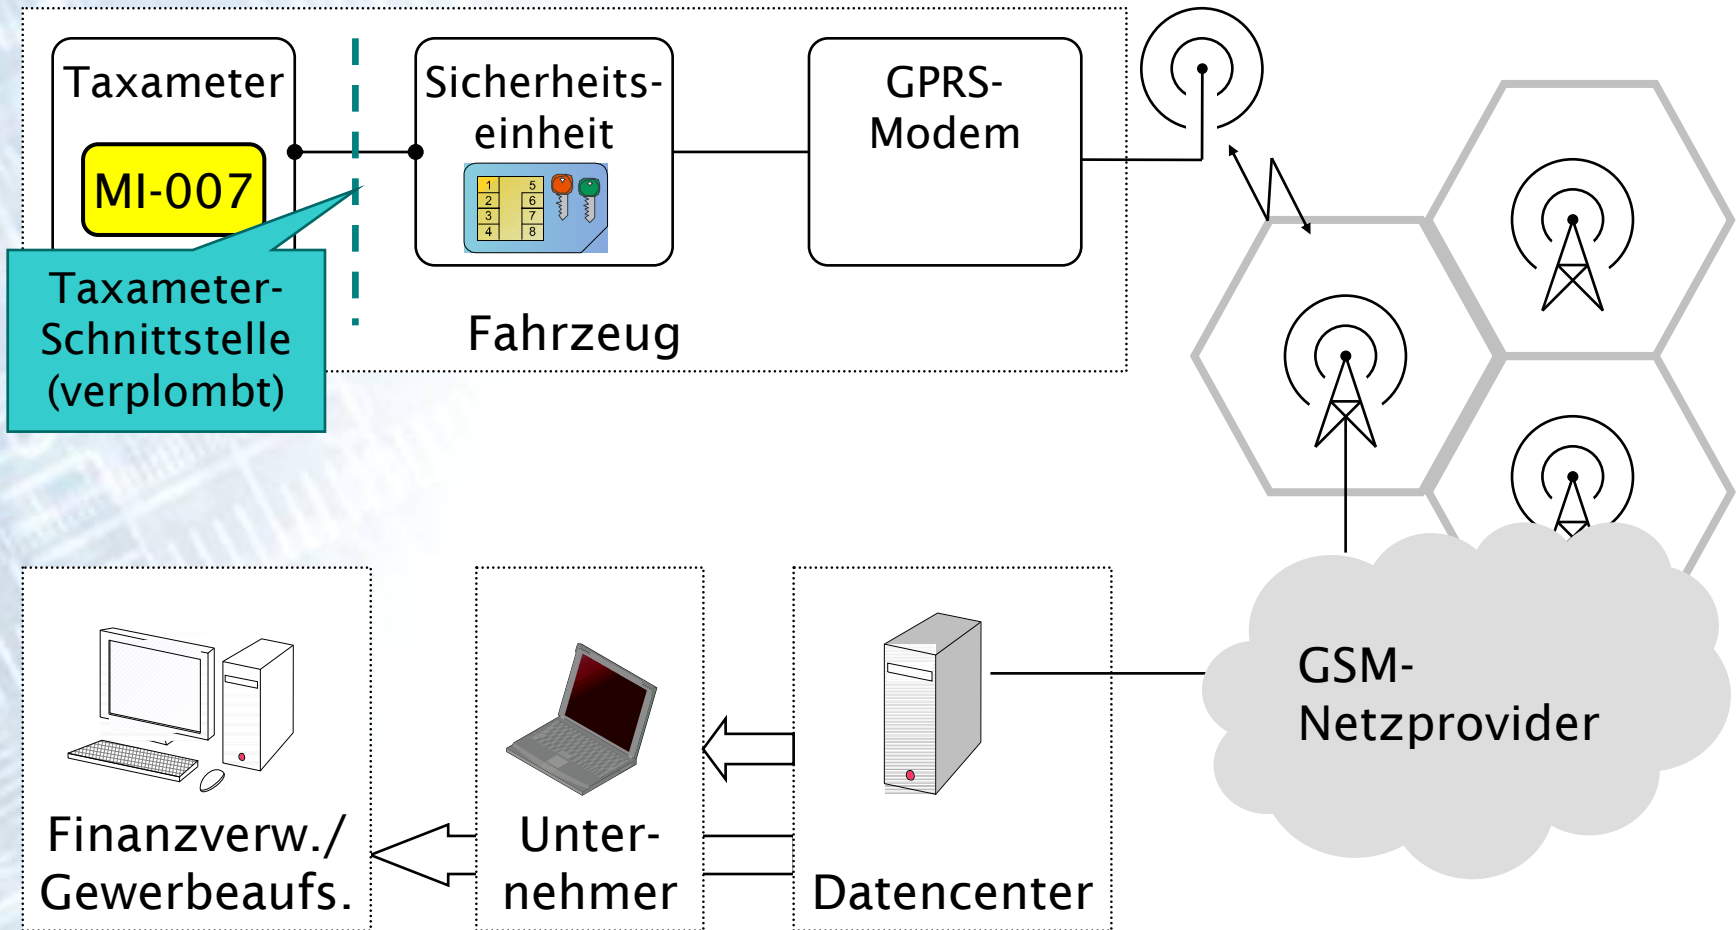 Taxameter
MI-007
Sicherheits-
einheit
1 5
2 6
3 7
4 8
GPRS-
Modem
Taxameter-
Schnittstelle
(verplombt)
Fahrzeug
GSM-
Netzprovider
Finanzverw./
Gewerbeaufs.
Unter-
nehmer
Datencenter